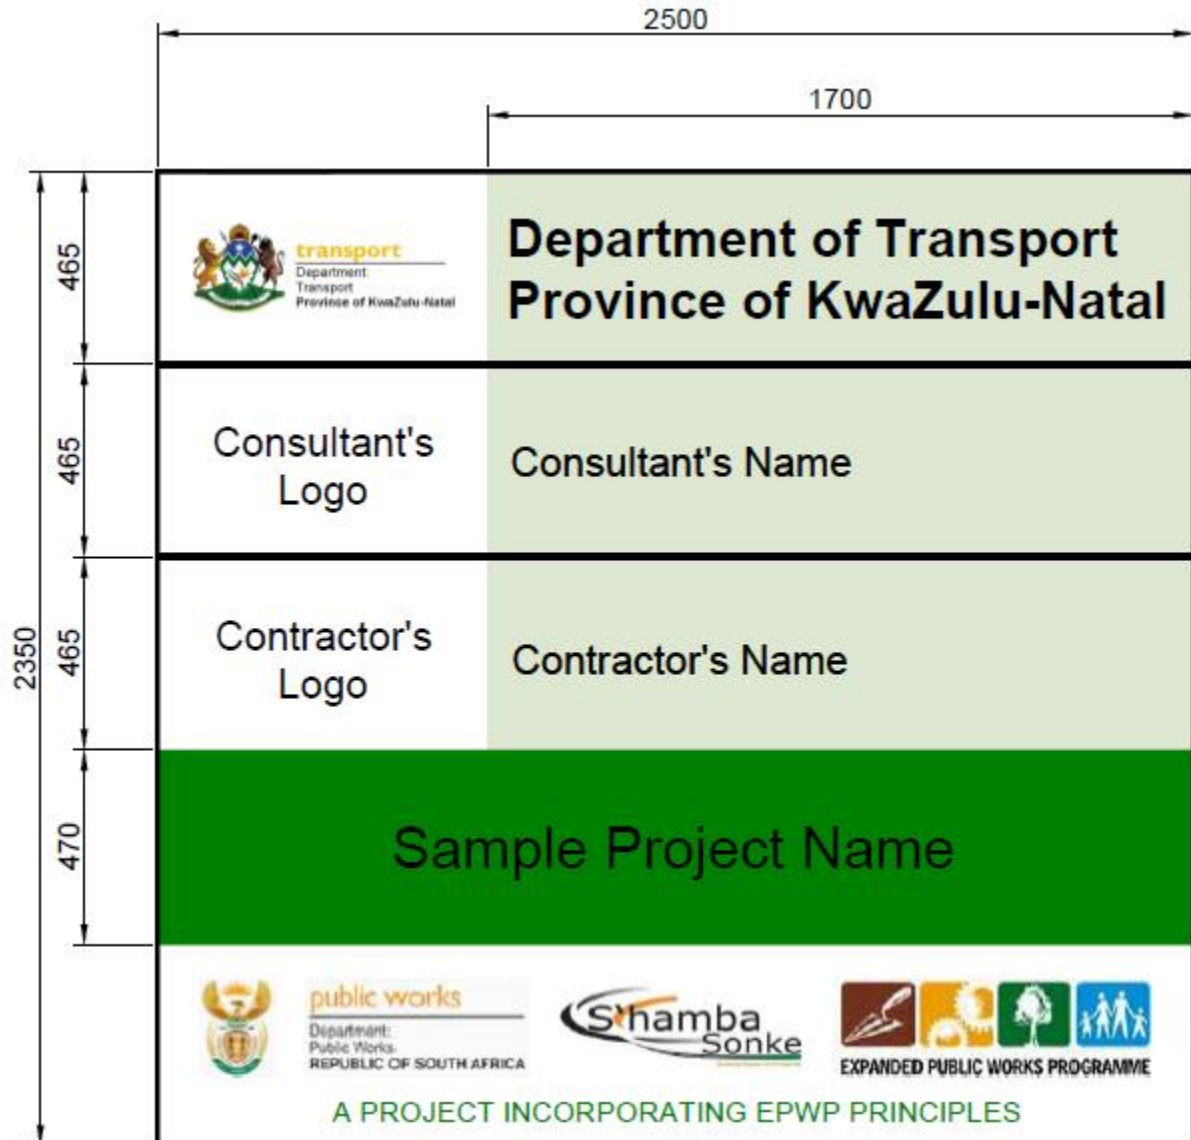 2500
1700
465
transport
Department:
Transport
Province of KwaZulu-Natal
Department of Transport
Province of KwaZulu-Natal
465
Consultant's
Logo
Consultant's Name
2350
465
Contractor's
Logo
Contractor's Name
470
Sample Project Name
public works
Department:
Public Works
REPUBLIC OF SOUTH AFRICA
S'hamba
Sonke
EXPANDED PUBLIC WORKS PROGRAMME
A PROJECT INCORPORATING EPWP PRINCIPLES